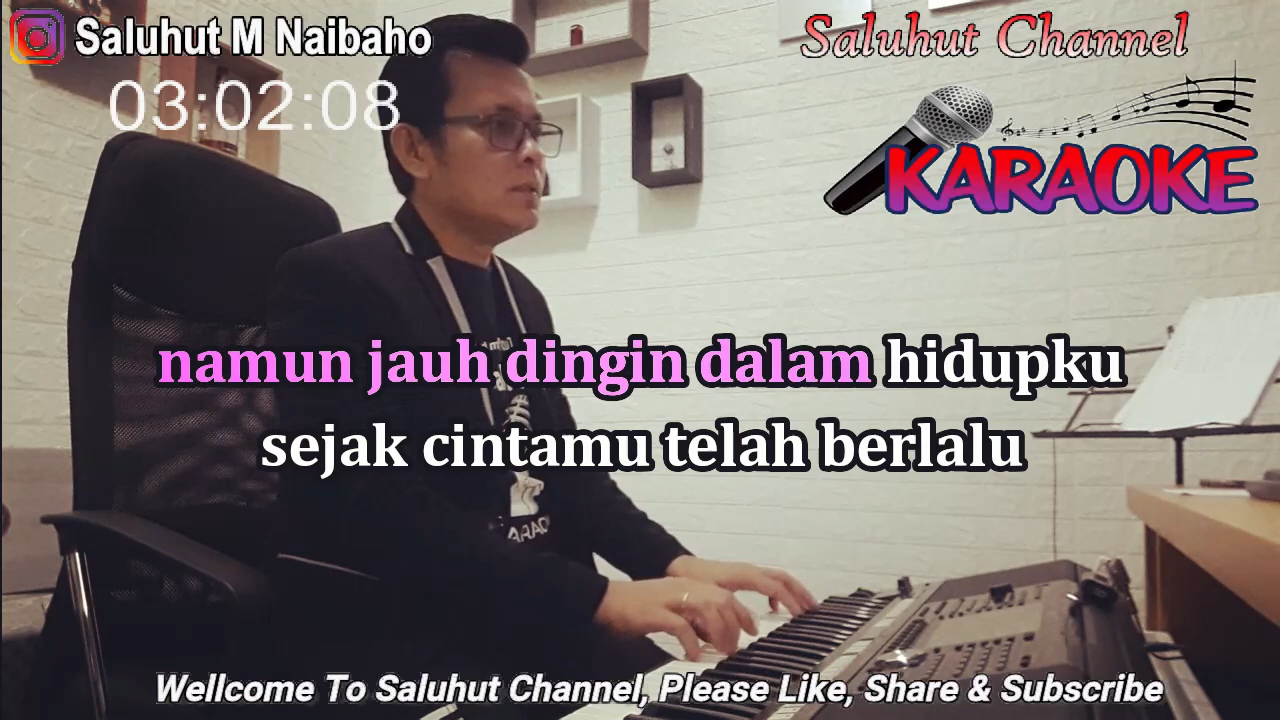 Saluhut M Naibaho
Saluhut Channel
03:02:08
KARAOKE
namun jauh dingin dalam hidupku
sejak cintamu telah berlalu
Wellcome To Saluhut Channel, Please Like, Share & Subscribe